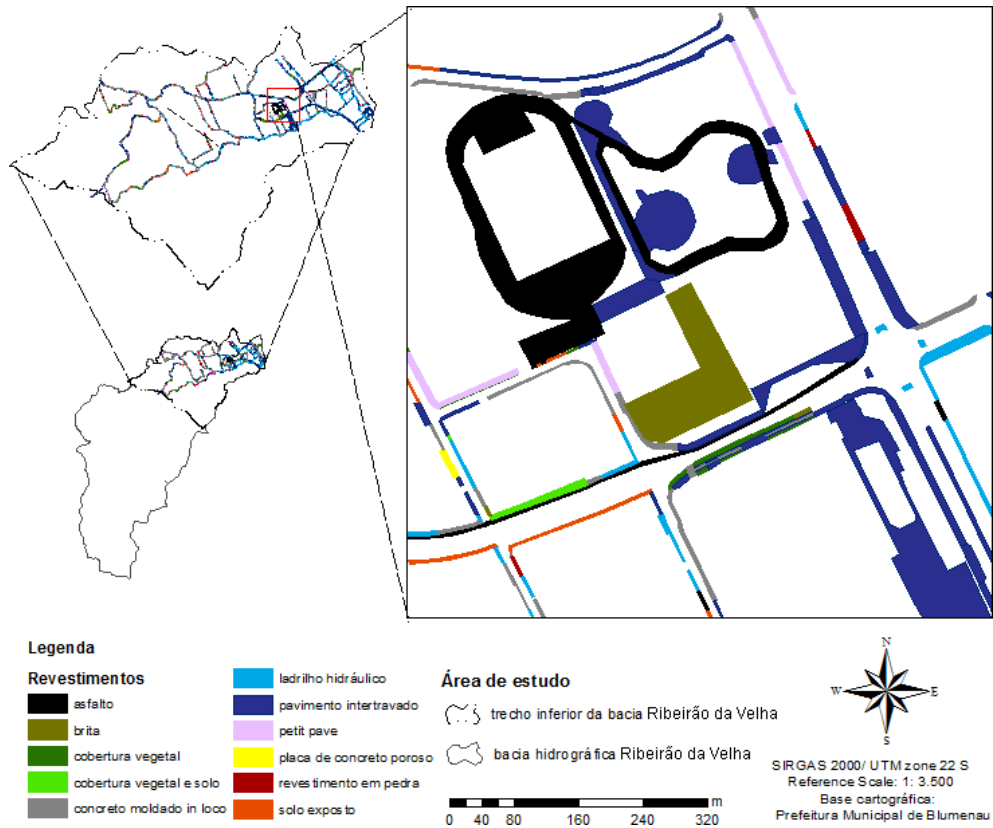 Legenda
Revestimentos
asfalto
brita
cobertura vegetal
cobertura vegetal e solo
concreto moldado in loco
ladrilho hidráulico
pavimento intertravado
petit pave
placa de concreto poroso
revestimento em pedra
solo exposto
Área de estudo
trecho inferior da bacia Ribeirão da Velha
bacia hidrográfica Ribeirão da Velha
m
0 40 80 160 240 320
N
W E
S
SIRGAS 2000/ UTM zone 22 S
Reference Scale: 1: 3.500
Base cartográfica:
Prefeitura Municipal de Blumenau